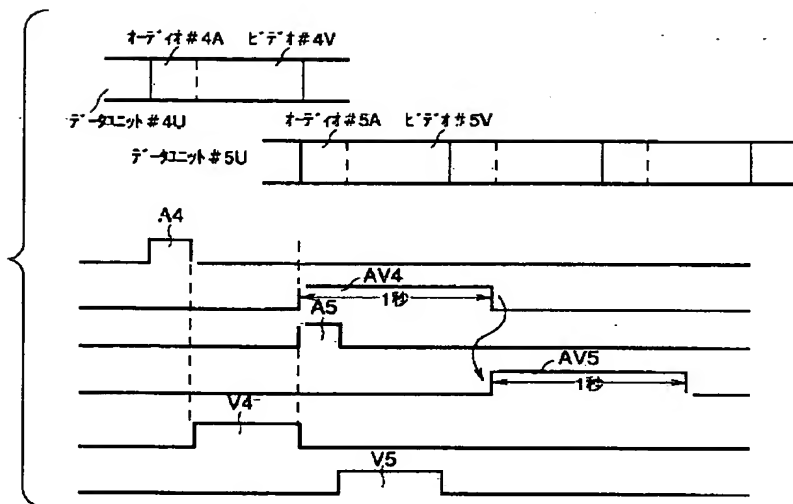 オーディオ#4A ビデオ#4V
データユニット#4U
オーディオ#5A ビデオ#5V
データユニット#5U
A4
AV4
1秒
A5
AV5
1秒
V4
V5